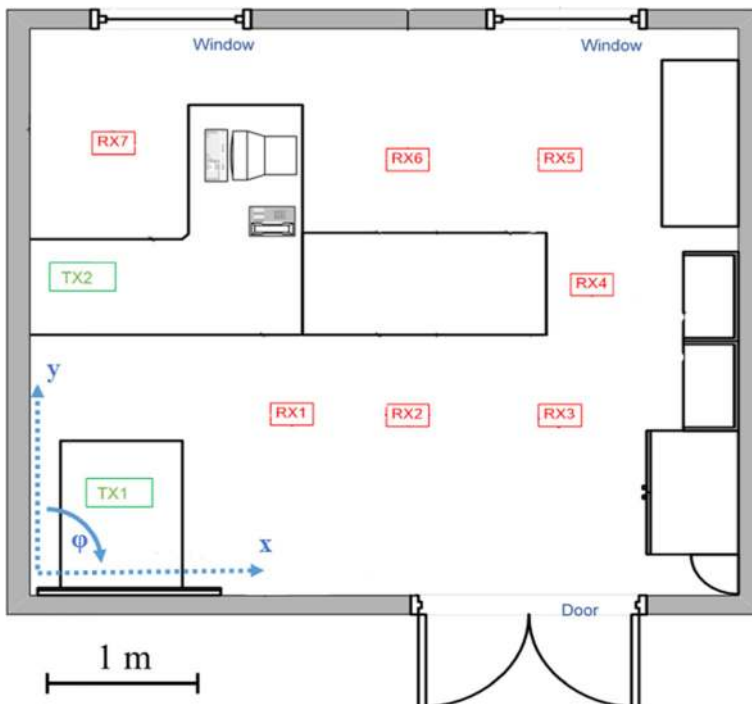 Window
Window
RX7
RX6
RX5
TX2
RX4
y
RX1
RX2
RX3
TX1
φ
x
Door
1 m